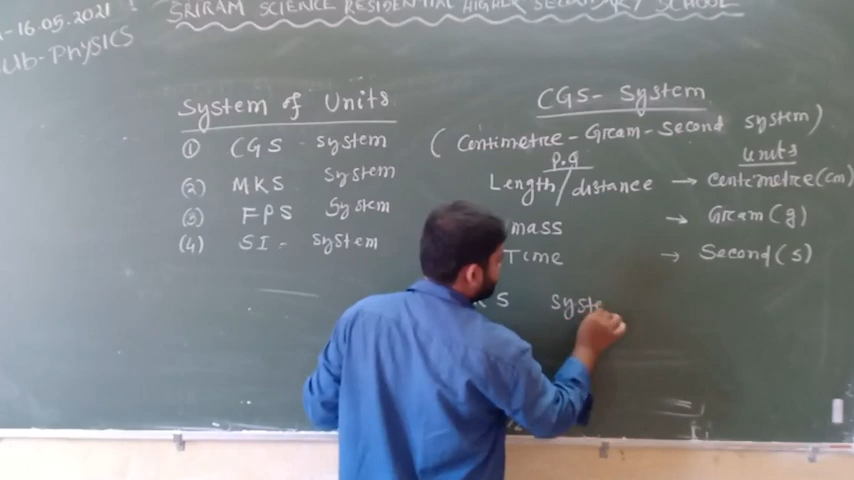 16.05.2021
SRIRAM SCIENCE RESIDENTIAL HIGHER SECONDARY SCHOOL
Sub-PHYSICS
System of Units
① CGS system
(2) MKS System
(3) FPS System
(4) SI - System
CGS- System
(Centimetre-Gram-Second system)
P.Q units
Length/distance → Centimetre(cm)
mass → Gram(g)
Time → Second(s)
KS syste